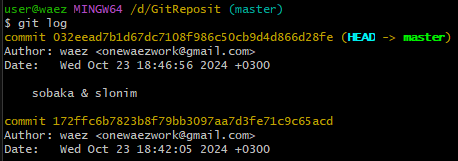 user@waez MINGW64 /d/GitReposit (master)
$ git log
commit 032eead7b1d67dc7108f986c50cb9d4d866d28fe (HEAD -> master)
Author: waez <onewaezwork@gmail.com>
Date:   Wed Oct 23 18:46:56 2024 +0300
    sobaka & slonim
commit 172ffc6b7823b8f79bb3097aa7d3fe71c9c65acd
Author: waez <onewaezwork@gmail.com>
Date:   Wed Oct 23 18:42:05 2024 +0300